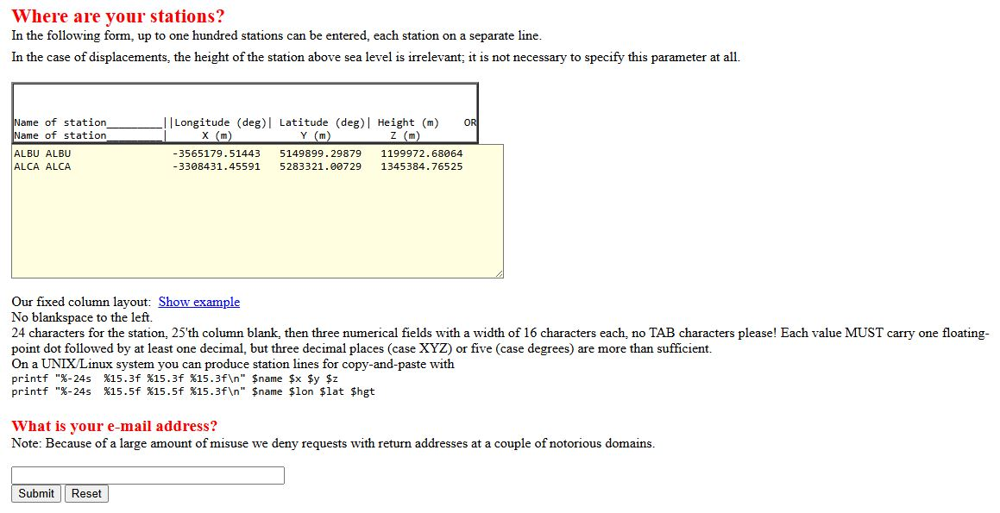 Where are your stations?
In the following form, up to one hundred stations can be entered, each station on a separate line.
In the case of displacements, the height of the station above sea level is irrelevant; it is not necessary to specify this parameter at all.
Name of station_________||Longitude (deg)| Latitude (deg)| Height (m)    OR
Name of station_________|     X (m)           Y (m)          Z (m)
ALBU ALBU                -3565179.51443   5149899.29879   1199972.68064
ALCA ALCA                -3308431.45591   5283321.00729   1345384.76525
Our fixed column layout:  Show example
No blankspace to the left.
24 characters for the station, 25'th column blank, then three numerical fields with a width of 16 characters each, no TAB characters please! Each value MUST carry one floating-
point dot followed by at least one decimal, but three decimal places (case XYZ) or five (case degrees) are more than sufficient.
On a UNIX/Linux system you can produce station lines for copy-and-paste with
printf "%-24s  %15.3f %15.3f %15.3f\n" $name $x $y $z
printf "%-24s  %15.5f %15.5f %15.3f\n" $name $lon $lat $hgt
What is your e-mail address?
Note: Because of a large amount of misuse we deny requests with return addresses at a couple of notorious domains.
Submit Reset